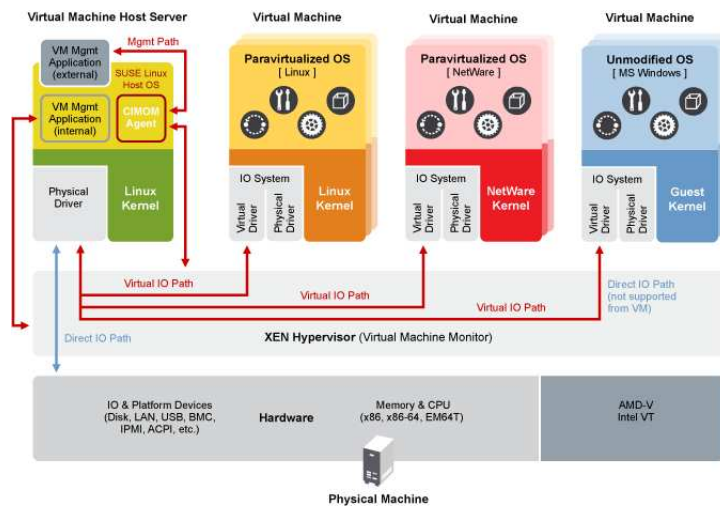 Virtual Machine Host Server
VM Mgmt
Application
(external)
Mgmt Path
SUSE Linux
Host OS
VM Mgmt
Application
(internal)
CIMOM
Agent
Physical
Driver
Linux
Kernel
Virtual Machine
Paravirtualized OS
[ Linux ]
IO System
Virtual
Driver
Physical
Driver
Linux
Kernel
Virtual Machine
Paravirtualized OS
[ NetWare ]
IO System
Virtual
Driver
Physical
Driver
NetWare
Kernel
Virtual Machine
Unmodified OS
[ MS Windows ]
IO System
Virtual
Driver
Physical
Driver
Guest
Kernel
Virtual IO Path
Virtual IO Path
Virtual IO Path
Direct IO Path
(not supported
from VM)
Direct IO Path
XEN Hypervisor (Virtual Machine Monitor)
IO & Platform Devices
(Disk, LAN, USB, BMC,
IPMI, ACPI, etc.)
Hardware
Memory & CPU
(x86, x86-64, EM64T)
AMD-V
Intel VT
Physical Machine